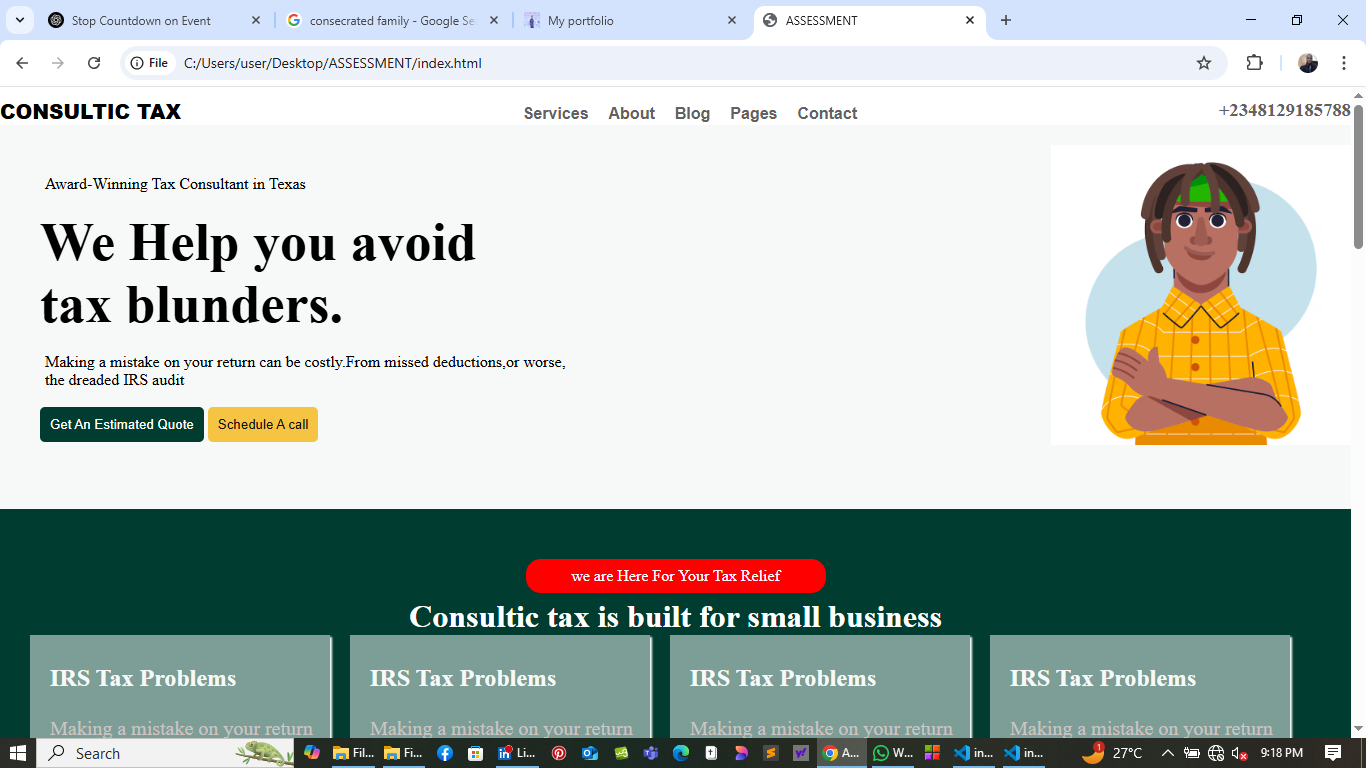 Stop Countdown on Event
consecrated family - Google Se
My portfolio
ASSESSMENT
File
C:/Users/user/Desktop/ASSESSMENT/index.html
CONSULTIC TAX
Services About Blog Pages Contact
+2348129185788
Award-Winning Tax Consultant in Texas
We Help you avoid
tax blunders.
Making a mistake on your return can be costly.From missed deductions,or worse,
the dreaded IRS audit
Get An Estimated Quote
Schedule A call
we are Here For Your Tax Relief
Consultic tax is built for small business
IRS Tax Problems
Making a mistake on your return
IRS Tax Problems
Making a mistake on your return
IRS Tax Problems
Making a mistake on your return
IRS Tax Problems
Making a mistake on your return
Search
Fil...
Fi...
Li...
A...
W...
in...
in...
1
27°C
9:18 PM